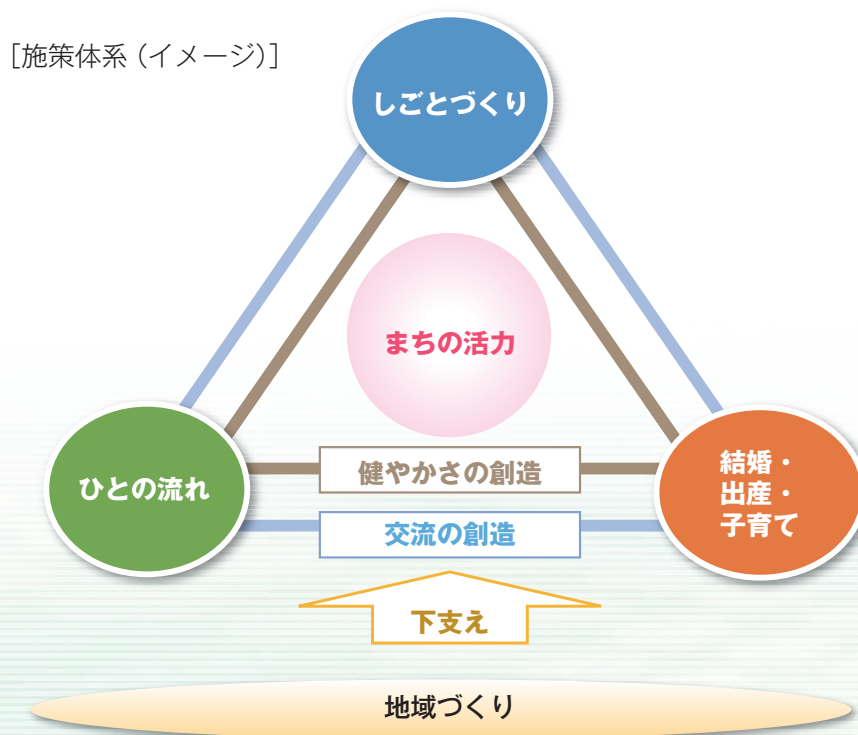 ［施策体系（イメージ）］
しごとづくり
まちの活力
ひとの流れ
結婚・
出産・
子育て
健やかさの創造
交流の創造
下支え
地域づくり